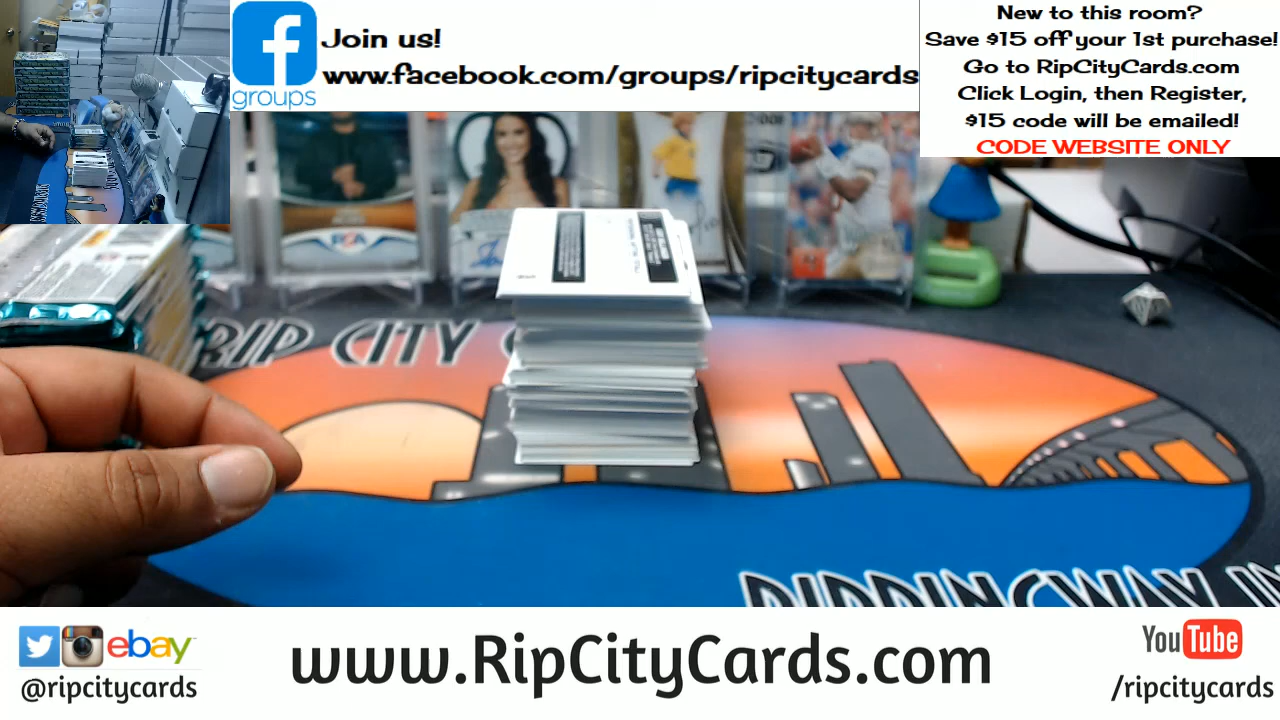 Join us!
www.facebook.com/groups/ripcitycards
groups
New to this room?
Save $15 off your 1st purchase!
Go to RipCityCards.com
Click Login, then Register,
$15 code will be emailed!
CODE WEBSITE ONLY
RIP CITY
ebay
@ripcitycards
www.RipCityCards.com
YouTube
/ripcitycards